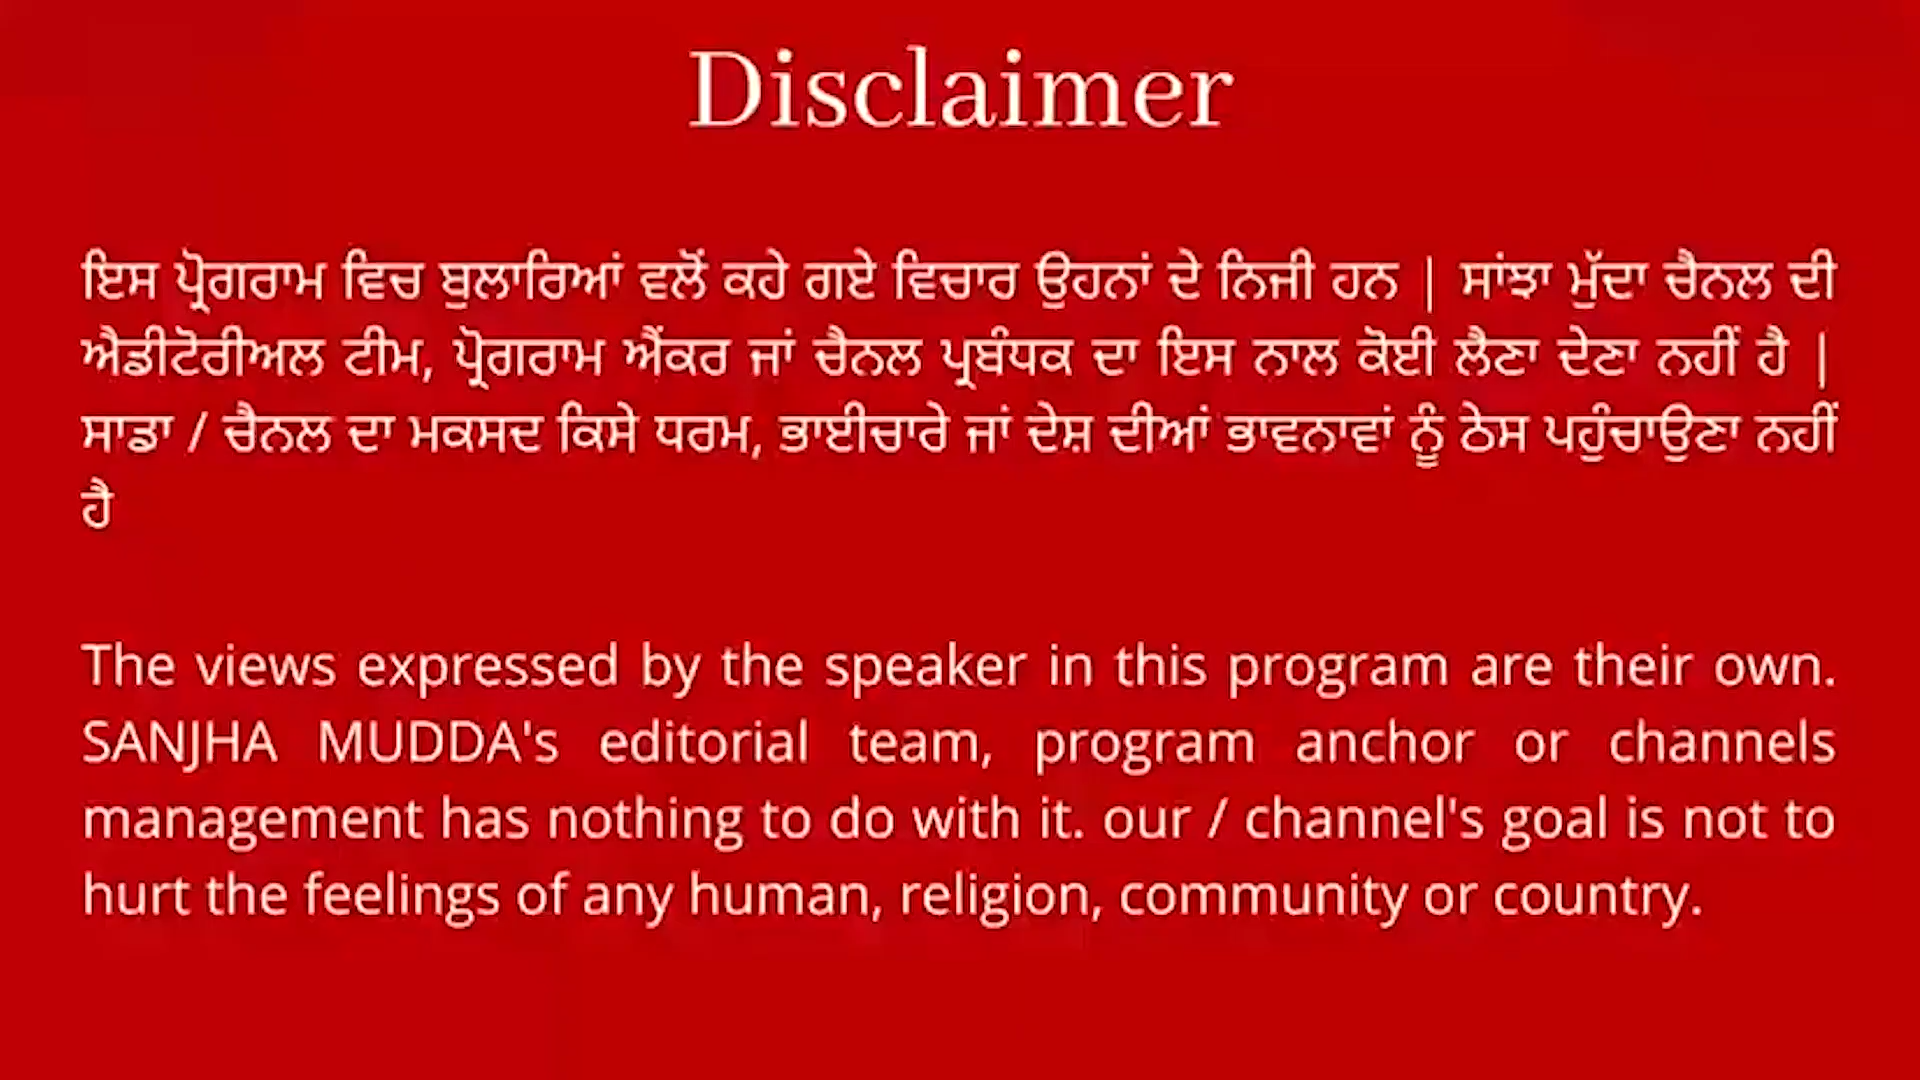 Disclaimer
ਇਸ ਪ੍ਰੋਗਰਾਮ ਵਿਚ ਬੁਲਾਰਿਆਂ ਵਲੋਂ ਕਹੇ ਗਏ ਵਿਚਾਰ ਉਹਨਾਂ ਦੇ ਨਿਜੀ ਹਨ | ਸਾਂਝਾ ਮੁੱਦਾ ਚੈਨਲ ਦੀ
ਐਡੀਟੋਰੀਅਲ ਟੀਮ, ਪ੍ਰੋਗਰਾਮ ਐਂਕਰ ਜਾਂ ਚੈਨਲ ਪ੍ਰਬੰਧਕ ਦਾ ਇਸ ਨਾਲ ਕੋਈ ਲੈਣਾ ਦੇਣਾ ਨਹੀਂ ਹੈ |
ਸਾਡਾ / ਚੈਨਲ ਦਾ ਮਕਸਦ ਕਿਸੇ ਧਰਮ, ਭਾਈਚਾਰੇ ਜਾਂ ਦੇਸ਼ ਦੀਆਂ ਭਾਵਨਾਵਾਂ ਨੂੰ ਠੇਸ ਪਹੁੰਚਾਉਣਾ ਨਹੀਂ
ਹੈ
The views expressed by the speaker in this program are their own.
SANJHA MUDDA's editorial team, program anchor or channels
management has nothing to do with it. our / channel's goal is not to
hurt the feelings of any human, religion, community or country.